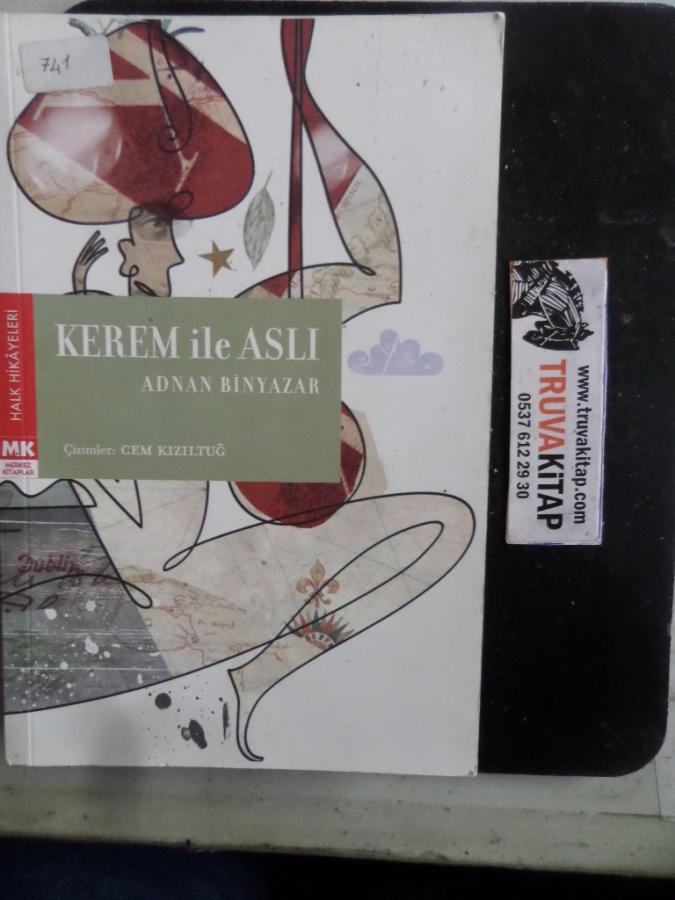 741
HALK HİKÂYELERİ
KEREM ile ASLI
ADNAN BİNYAZAR
Çizimler: CEM KIZILTUĞ
MK
MERKEZ
KİTAPLAR
Dublin
www.truvakitap.com
TRUVAKİTAP
0537 612 29 30